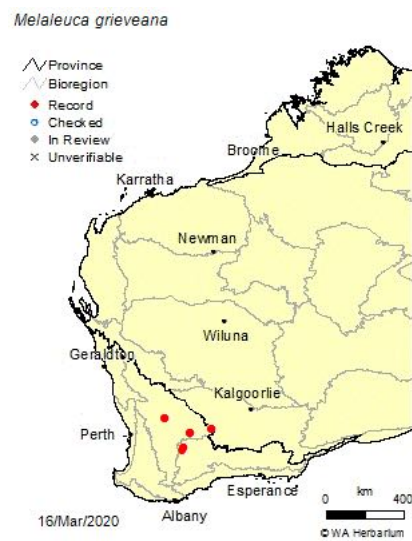 Melaleuca grieveana
Province
Bioregion
Record
Checked
In Review
Unverifiable
Halls Creek
Broome
Karratha
Newman
Wiluna
Geraldton
Kalgoorlie
Perth
Esperance
Albany
16/Mar/2020
0 km 400
© WA Herbarium